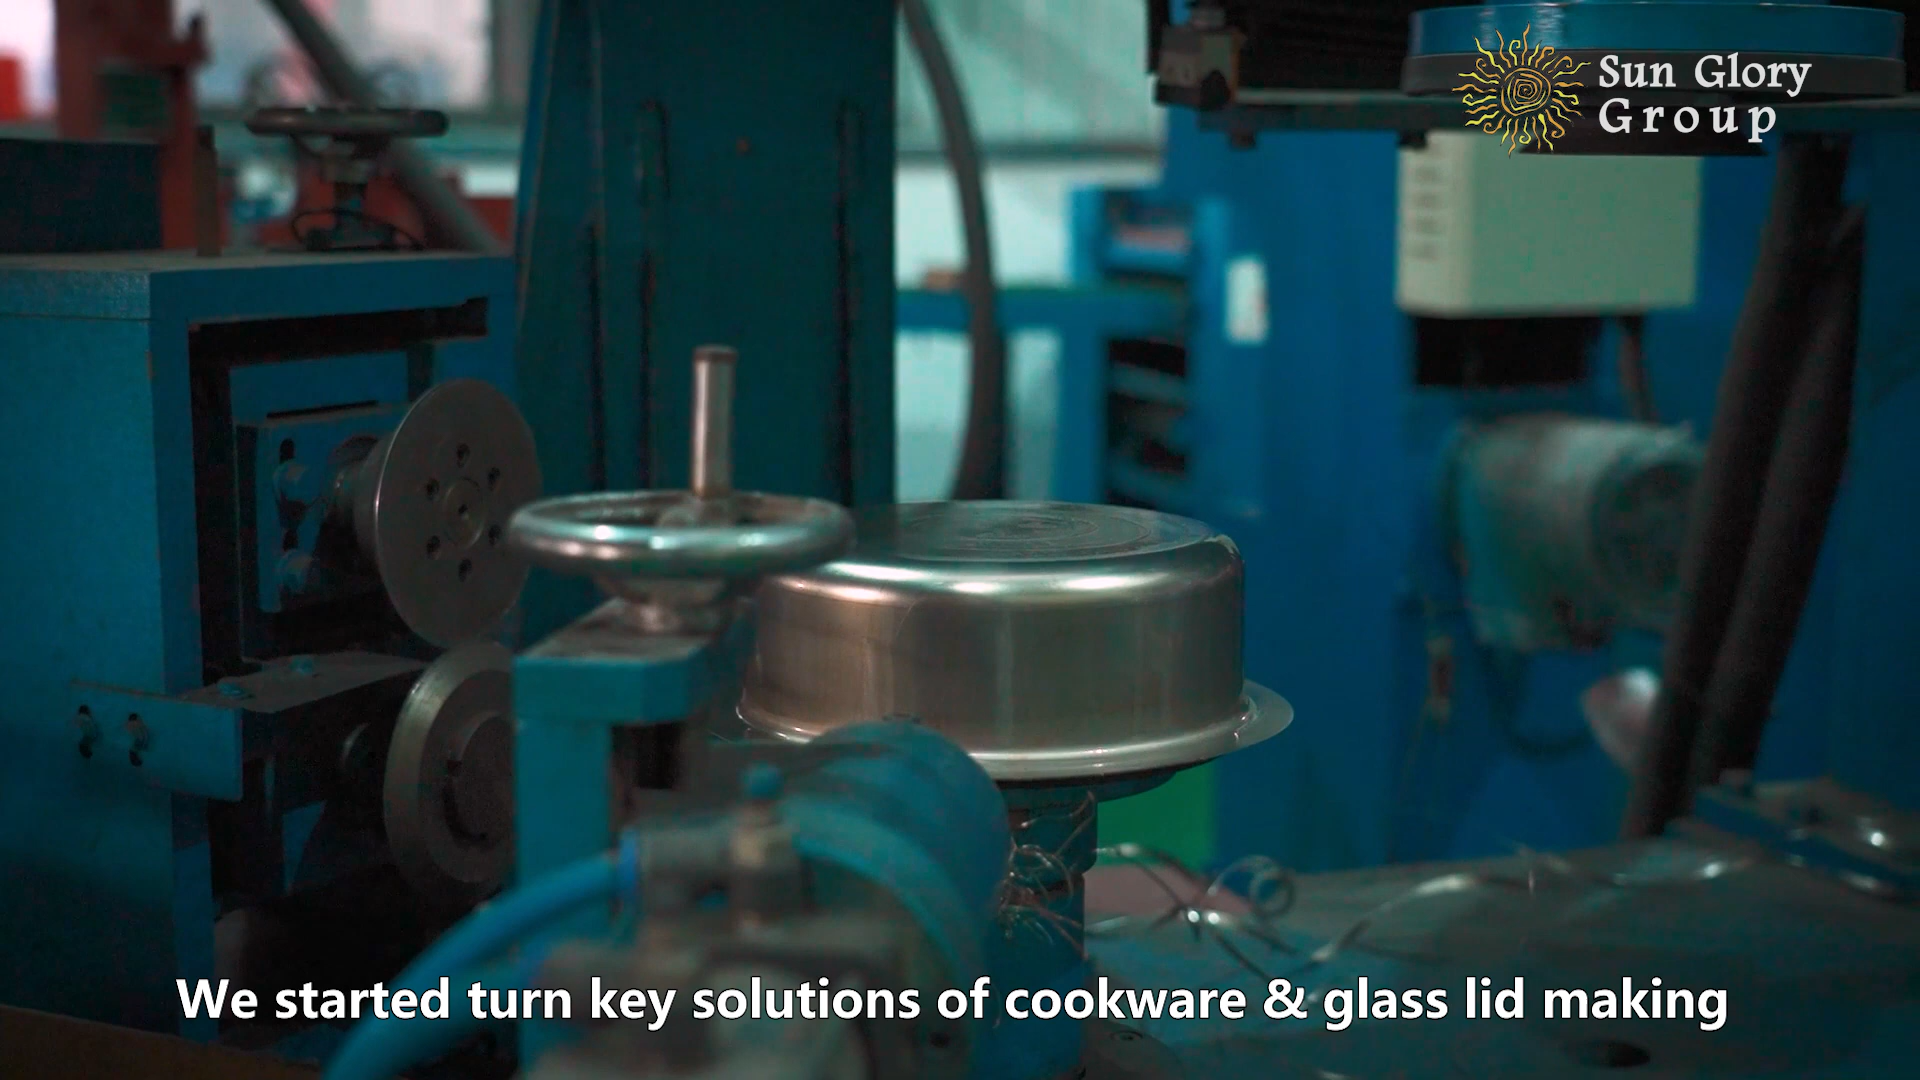 Sun Glory
Group
We started turn key solutions of cookware & glass lid making